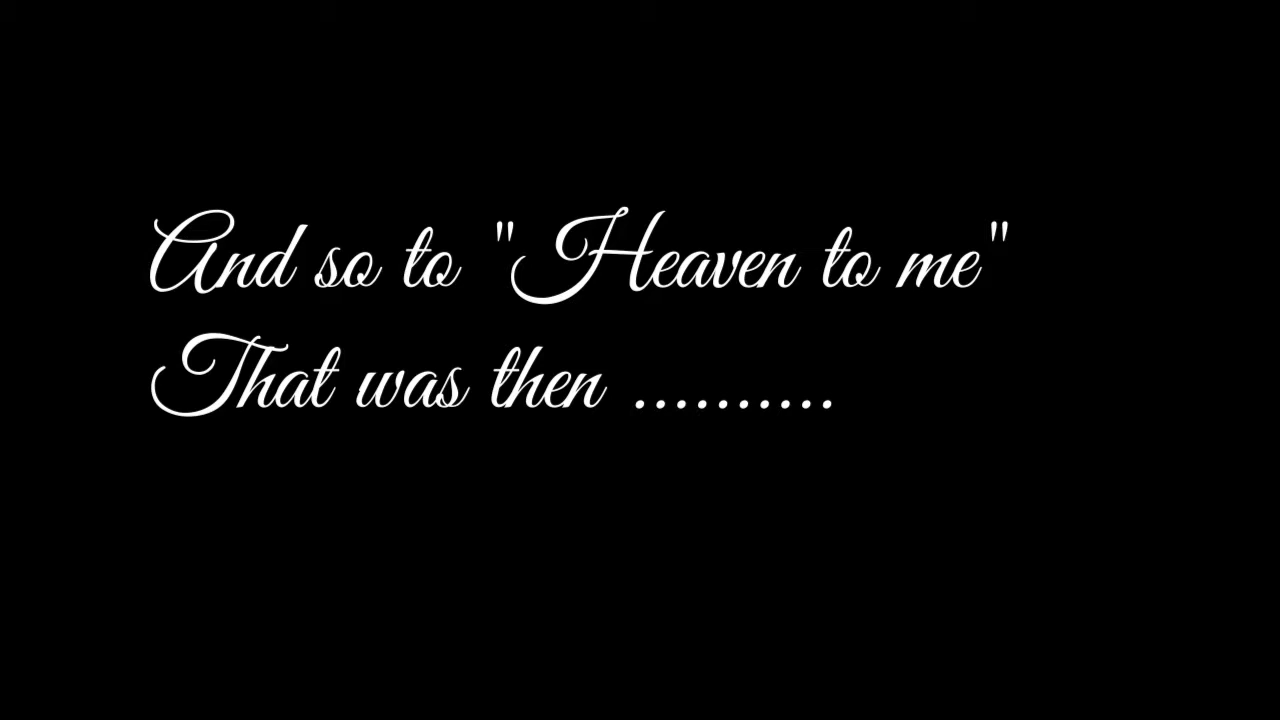 And so to "Heaven to me"
That was then ..........